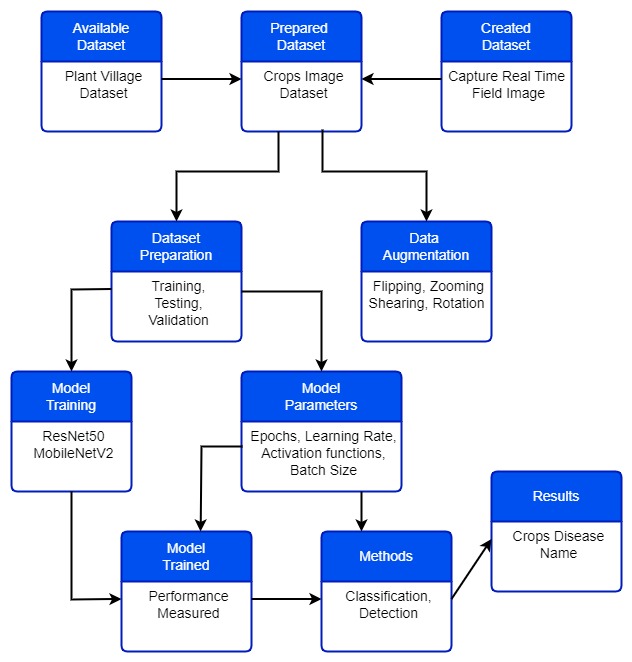 Available
Dataset
Plant Village
Dataset
Prepared
Dataset
Crops Image
Dataset
Created
Dataset
Capture Real Time
Field Image
Dataset
Preparation
Training,
Testing,
Validation
Data
Augmentation
Flipping, Zooming
Shearing, Rotation
Model
Training
ResNet50
MobileNetV2
Model
Parameters
Epochs, Learning Rate,
Activation functions,
Batch Size
Model
Trained
Performance
Measured
Methods
Classification,
Detection
Results
Crops Disease
Name